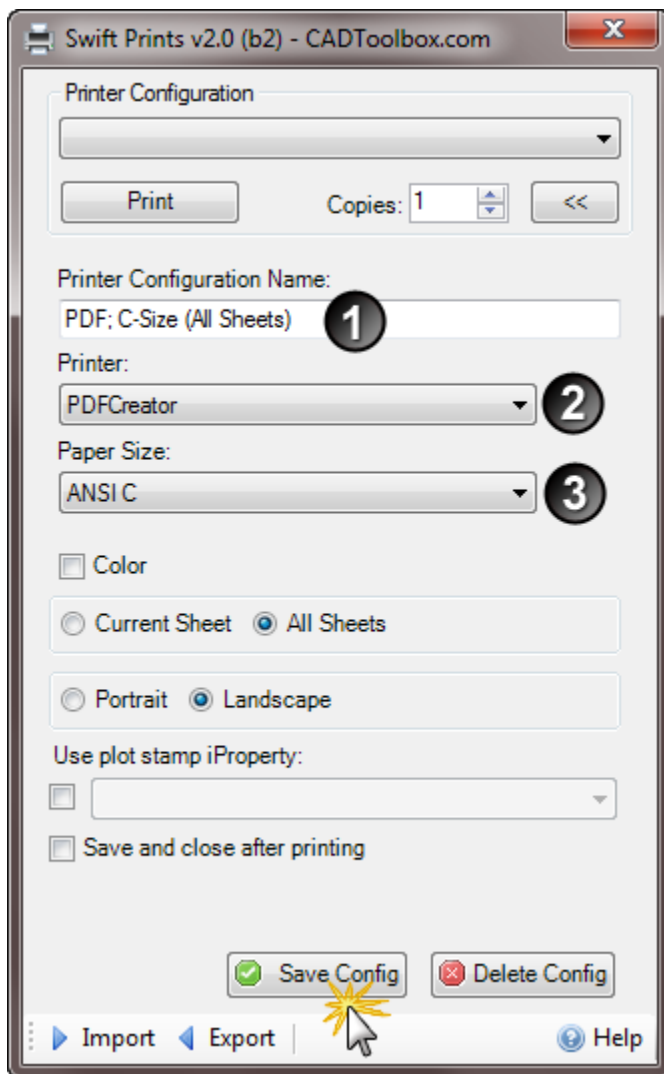 Swift Prints v2.0 (b2) - CADToolbox.com
Printer Configuration
Print Copies: 1 <<
Printer Configuration Name:
PDF; C-Size (All Sheets) 1
Printer:
PDFCreator 2
Paper Size:
ANSI C 3
Color
Current Sheet All Sheets
Portrait Landscape
Use plot stamp iProperty:
Save and close after printing
Save Config Delete Config
Import Export Help